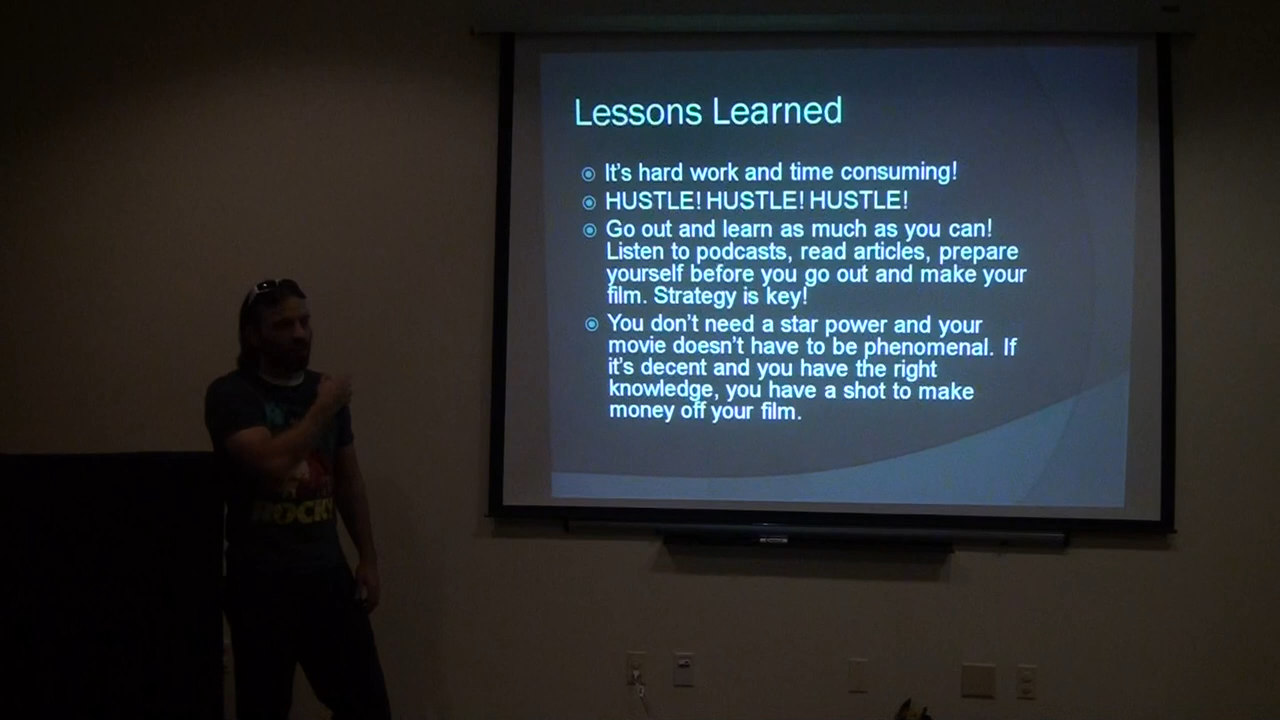 Lessons Learned
It's hard work and time consuming!
HUSTLE! HUSTLE! HUSTLE!
Go out and learn as much as you can!
Listen to podcasts, read articles, prepare
yourself before you go out and make your
film. Strategy is key!
You don't need a star power and your
movie doesn't have to be phenomenal. If
it's decent and you have the right
knowledge, you have a shot to make
money off your film.